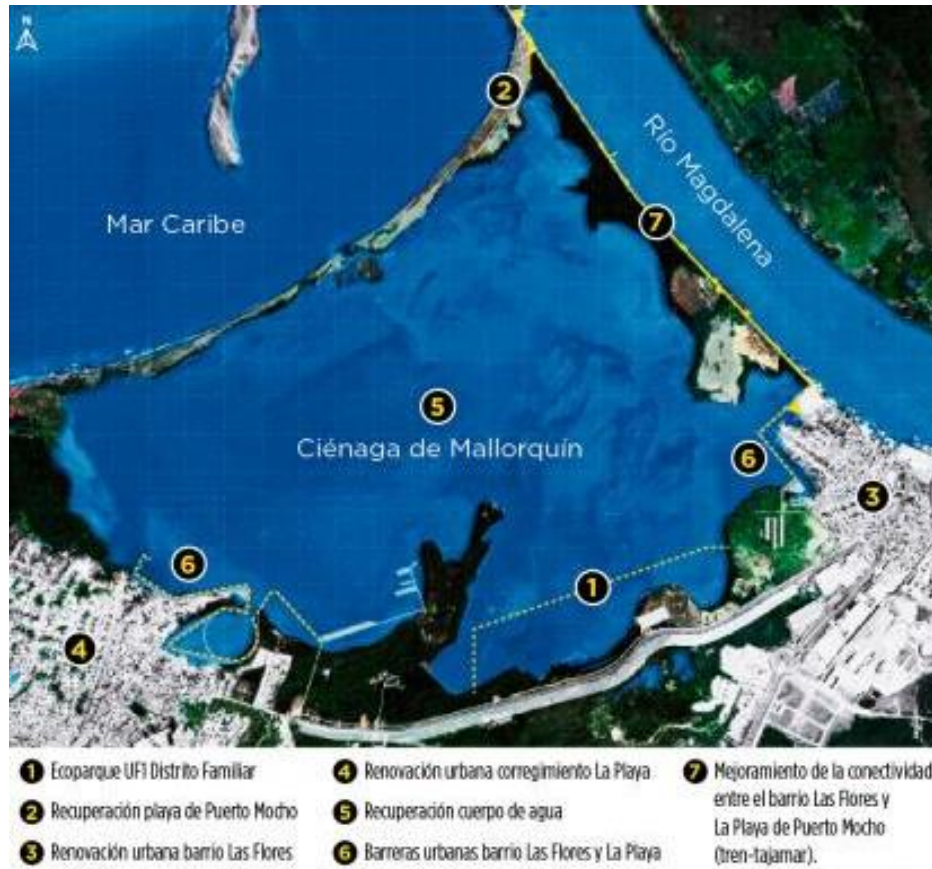 N
2
Río Magdalena
Mar Caribe
7
5
Ciénaga de Mallorquín
6
3
6
1
4
1 Ecoparque UF1 Distrito Familiar
2 Recuperación playa de Puerto Mocho
3 Renovación urbana barrio Las Flores
4 Renovación urbana corregimiento La Playa
5 Recuperación cuerpo de agua
6 Barreras urbanas barrio Las Flores y La Playa
7 Mejoramiento de la conectividad
entre el barrio Las Flores y
La Playa de Puerto Mocho
(tren-tajamar).